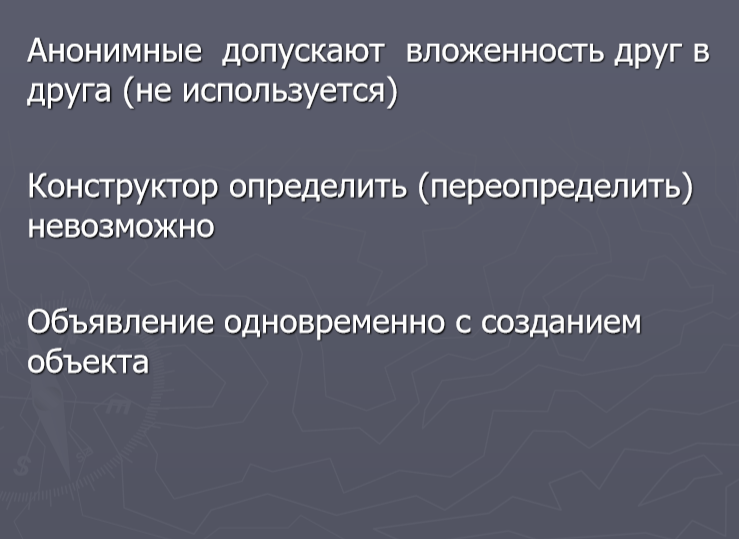 Анонимные допускают вложенность друг в
друга (не используется)
Конструктор определить (переопределить)
невозможно
Объявление одновременно с созданием
объекта